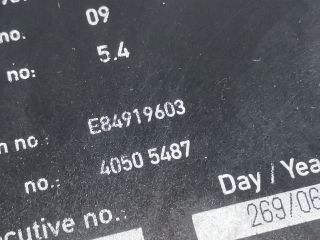 no. 09
no: 5.4
n no : E84919603
no. : 4050 5487
cutive no.:
Day / Yea
269/06